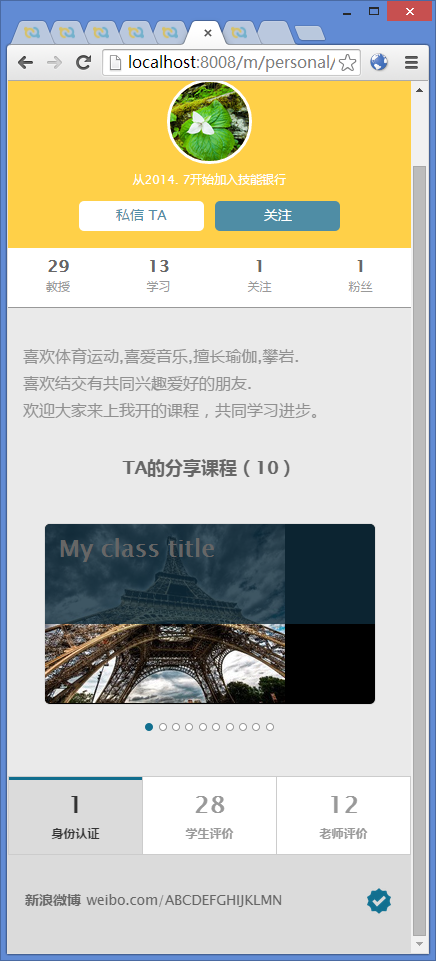 localhost:8008/m/personal/
从2014. 7开始加入技能银行
私信 TA
关注
29
13
1
1
教授
学习
关注
粉丝
喜欢体育运动,喜爱音乐,擅长瑜伽,攀岩.
喜欢结交有共同兴趣爱好的朋友.
欢迎大家来上我开的课程，共同学习进步。
TA的分享课程（10）
My class title
1
28
12
身份认证
学生评价
老师评价
新浪微博 weibo.com/ABCDEFGHIJKLMN